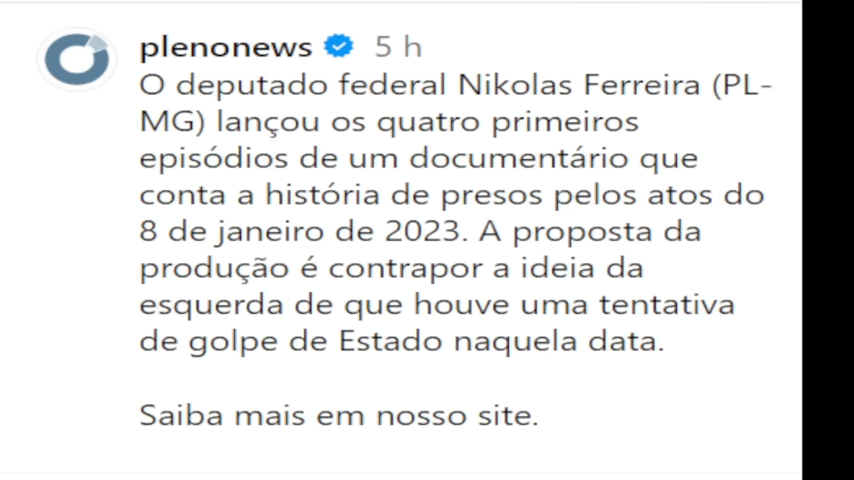 plenonews 5 h
O deputado federal Nikolas Ferreira (PL-
MG) lançou os quatro primeiros
episódios de um documentário que
conta a história de presos pelos atos do
8 de janeiro de 2023. A proposta da
produção é contrapor a ideia da
esquerda de que houve uma tentativa
de golpe de Estado naquela data.
Saiba mais em nosso site.